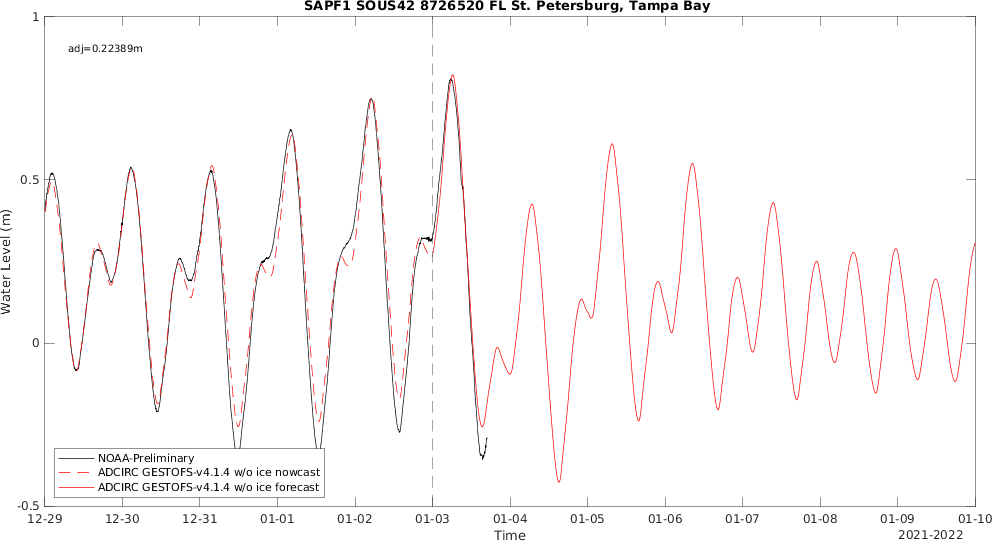 SAPF1 SOUS42 8726520 FL St. Petersburg, Tampa Bay
adj=0.22389m
1
0.5
0
-0.5
Water Level (m)
NOAA-Preliminary
ADCIRC GESTOFS-v4.1.4 w/o ice nowcast
ADCIRC GESTOFS-v4.1.4 w/o ice forecast
12-29 12-30 12-31 01-01 01-02 01-03 01-04 01-05 01-06 01-07 01-08 01-09 01-10
Time
2021-2022